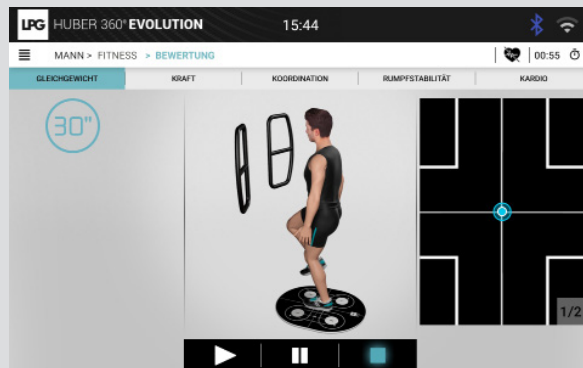 LPG HUBER 360° EVOLUTION 15:44
MANN > FITNESS > BEWERTUNG 00:55
GLEICHGEWICHT KRAFT KOORDINATION RUMPFSTABILITÄT KARDIO
30"
1/2